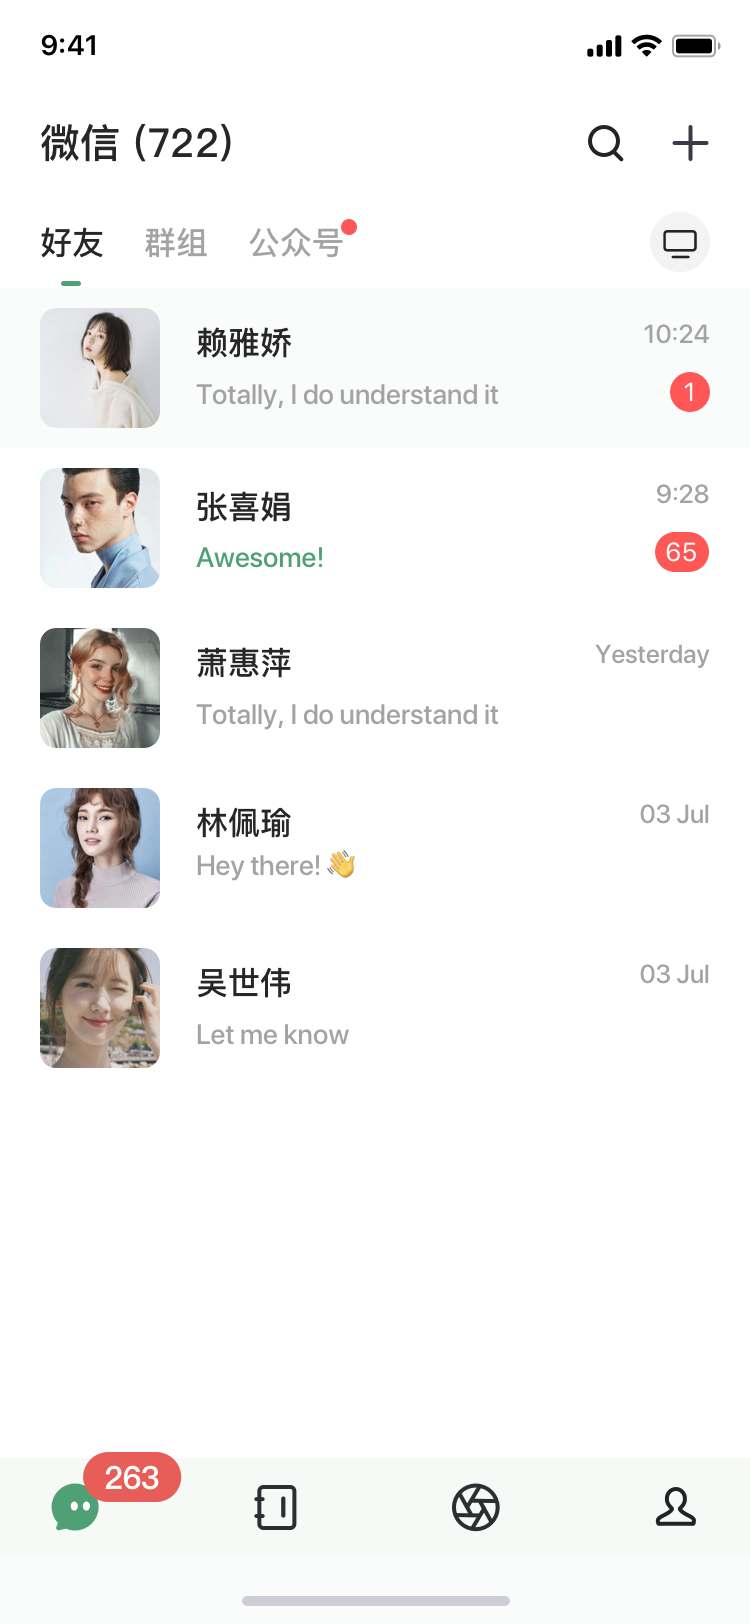 9:41
微信 (722)
好友 群组 公众号
赖雅娇 10:24
Totally, I do understand it 1
张喜娟 9:28
Awesome! 65
萧惠萍 Yesterday
Totally, I do understand it
林佩瑜 03 Jul
Hey there! 👋
吴世伟 03 Jul
Let me know
263